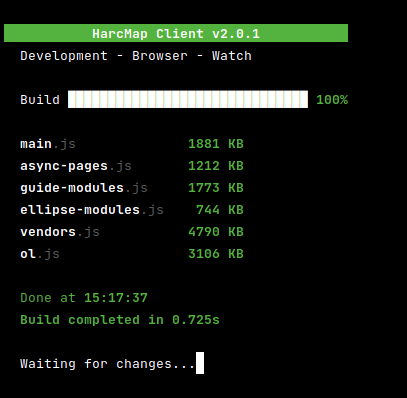 HarcMap Client v2.0.1
Development - Browser - Watch
Build 100%
main.js 1881 KB
async-pages.js 1212 KB
guide-modules.js 1773 KB
ellipse-modules.js 744 KB
vendors.js 4790 KB
ol.js 3106 KB
Done at 15:17:37
Build completed in 0.725s
Waiting for changes...